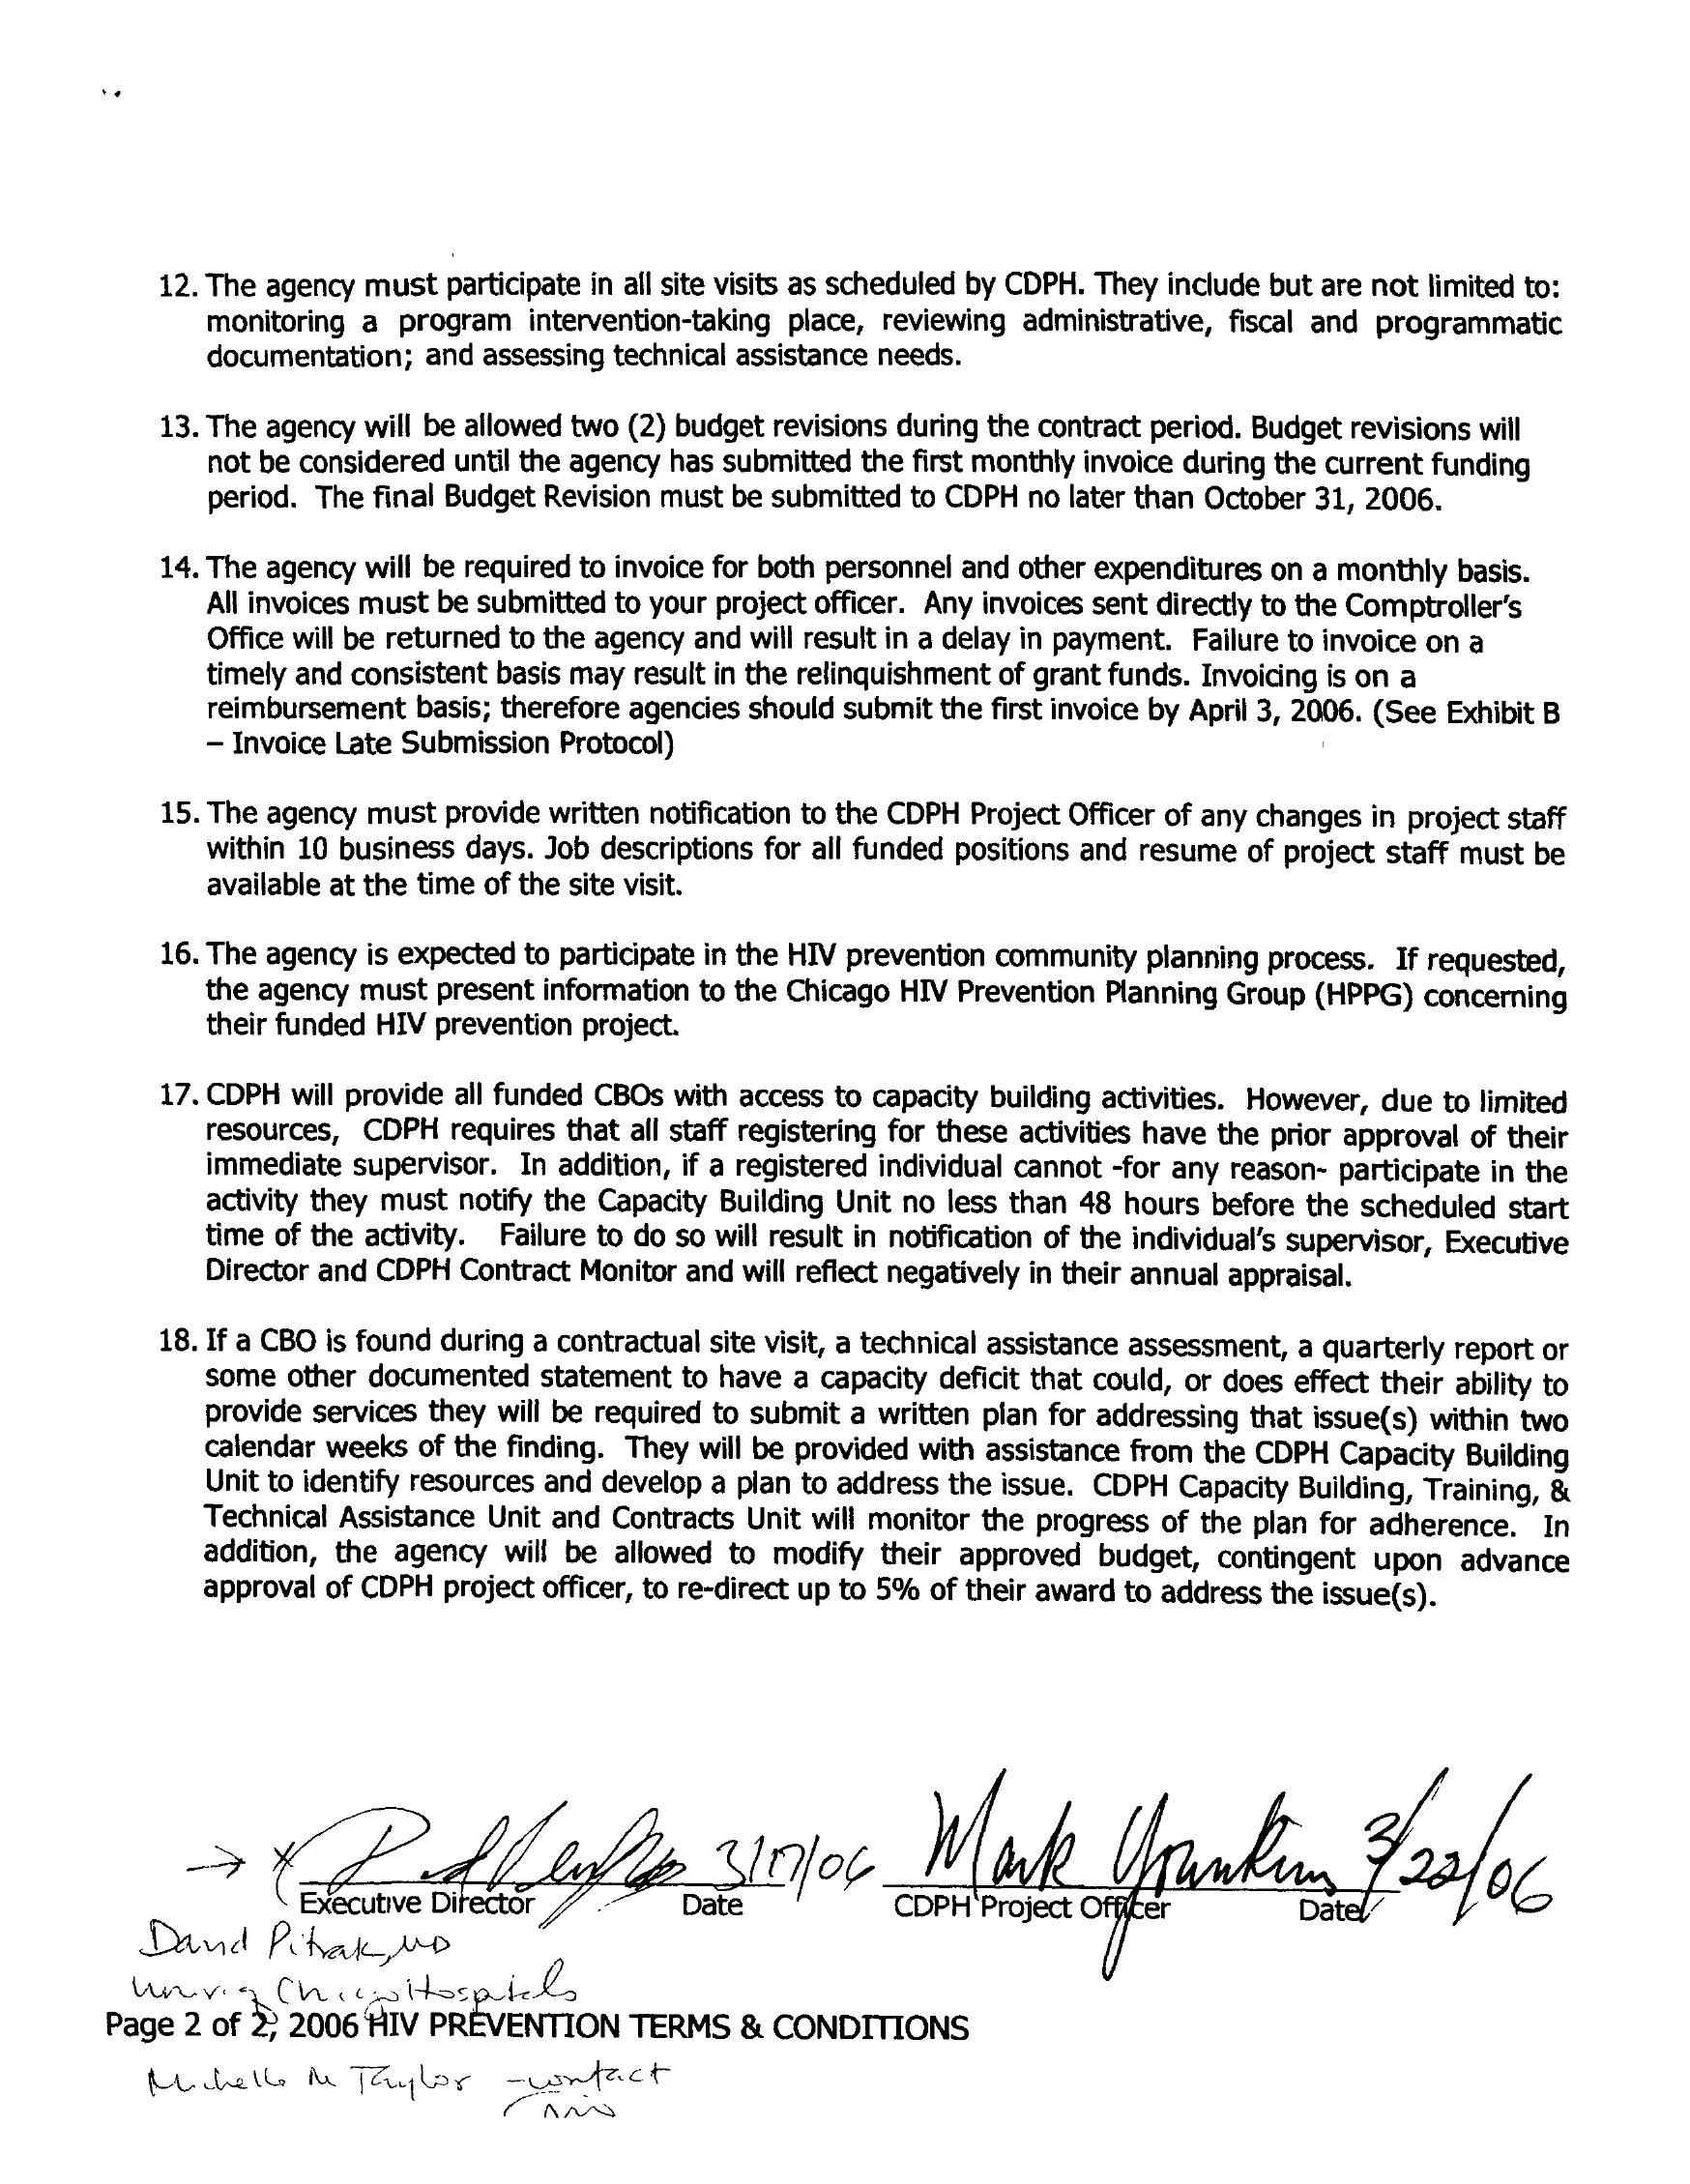 12. The agency must participate in all site visits as scheduled by CDPH. They include but are not limited to:
monitoring a program intervention-taking place, reviewing administrative, fiscal and programmatic
documentation; and assessing technical assistance needs.
13. The agency will be allowed two (2) budget revisions during the contract period. Budget revisions will
not be considered until the agency has submitted the first monthly invoice during the current funding
period. The final Budget Revision must be submitted to CDPH no later than October 31, 2006.
14. The agency will be required to invoice for both personnel and other expenditures on a monthly basis.
All invoices must be submitted to your project officer. Any invoices sent directly to the Comptroller's
Office will be returned to the agency and will result in a delay in payment. Failure to invoice on a
timely and consistent basis may result in the relinquishment of grant funds. Invoicing is on a
reimbursement basis; therefore agencies should submit the first invoice by April 3, 2006. (See Exhibit B
– Invoice Late Submission Protocol)
15. The agency must provide written notification to the CDPH Project Officer of any changes in project staff
within 10 business days. Job descriptions for all funded positions and resume of project staff must be
available at the time of the site visit.
16. The agency is expected to participate in the HIV prevention community planning process. If requested,
the agency must present information to the Chicago HIV Prevention Planning Group (HPPG) concerning
their funded HIV prevention project.
17. CDPH will provide all funded CBOs with access to capacity building activities. However, due to limited
resources, CDPH requires that all staff registering for these activities have the prior approval of their
immediate supervisor. In addition, if a registered individual cannot -for any reason- participate in the
activity they must notify the Capacity Building Unit no less than 48 hours before the scheduled start
time of the activity. Failure to do so will result in notification of the individual's supervisor, Executive
Director and CDPH Contract Monitor and will reflect negatively in their annual appraisal.
18. If a CBO is found during a contractual site visit, a technical assistance assessment, a quarterly report or
some other documented statement to have a capacity deficit that could, or does effect their ability to
provide services they will be required to submit a written plan for addressing that issue(s) within two
calendar weeks of the finding. They will be provided with assistance from the CDPH Capacity Building
Unit to identify resources and develop a plan to address the issue. CDPH Capacity Building, Training, &
Technical Assistance Unit and Contracts Unit will monitor the progress of the plan for adherence. In
addition, the agency will be allowed to modify their approved budget, contingent upon advance
approval of CDPH project officer, to re-direct up to 5% of their award to address the issue(s).
→ X 3/17/06 Mark Younkin 3/22/06
Executive Director Date CDPH Project Officer Date
David Pitrak, MD
Univ of Chicago Hospitals
Page 2 of 2, 2006 HIV PREVENTION TERMS & CONDITIONS
Michelle M Taylor - contact